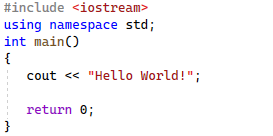 #include <iostream>
using namespace std;
int main()
{
    cout << "Hello World!";

    return 0;
}